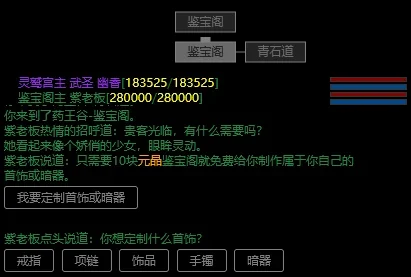 鉴宝阁
鉴宝阁 青石道
灵鹫宫主 武圣 幽香[183525/183525]
鉴宝阁主 紫老板[280000/280000]
你来到了药王谷-鉴宝阁。
紫老板热情的招呼道：贵客光临，有什么需要吗？
她看起来像个娇俏的少女，眼眸灵动。
紫老板说道：只需要10块元晶鉴宝阁就免费给你制作属于你自己的
首饰或暗器。
我要定制首饰或暗器
紫老板点头说道：你想定制什么首饰？
戒指 项链 饰品 手镯 暗器